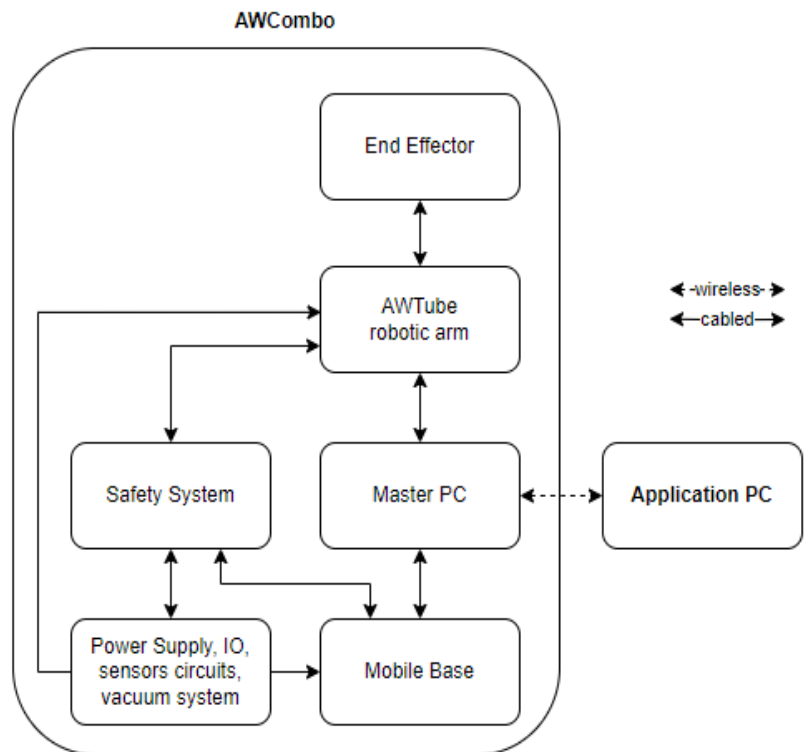 AWCombo
End Effector
AWTube
robotic arm
wireless
cabled
Safety System
Master PC
Application PC
Power Supply, IO,
sensors circuits,
vacuum system
Mobile Base